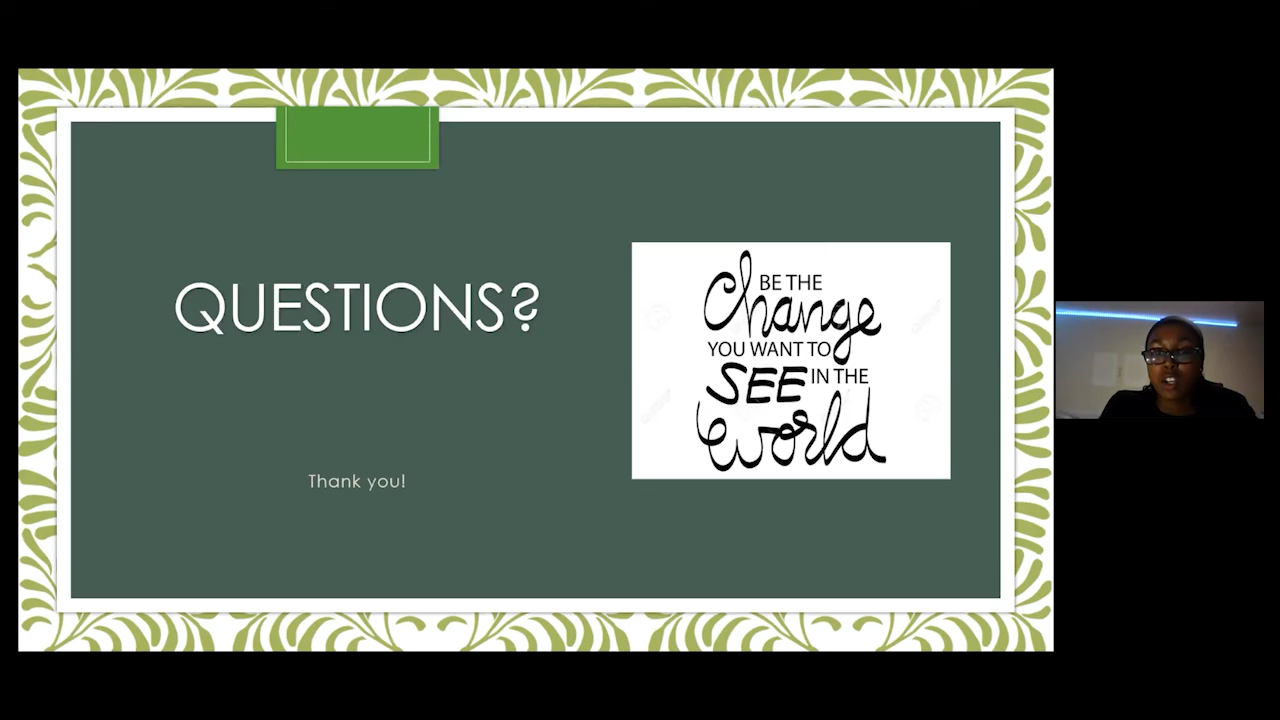 QUESTIONS?
Thank you!
BE THE
change
YOU WANT TO
SEE IN THE
world